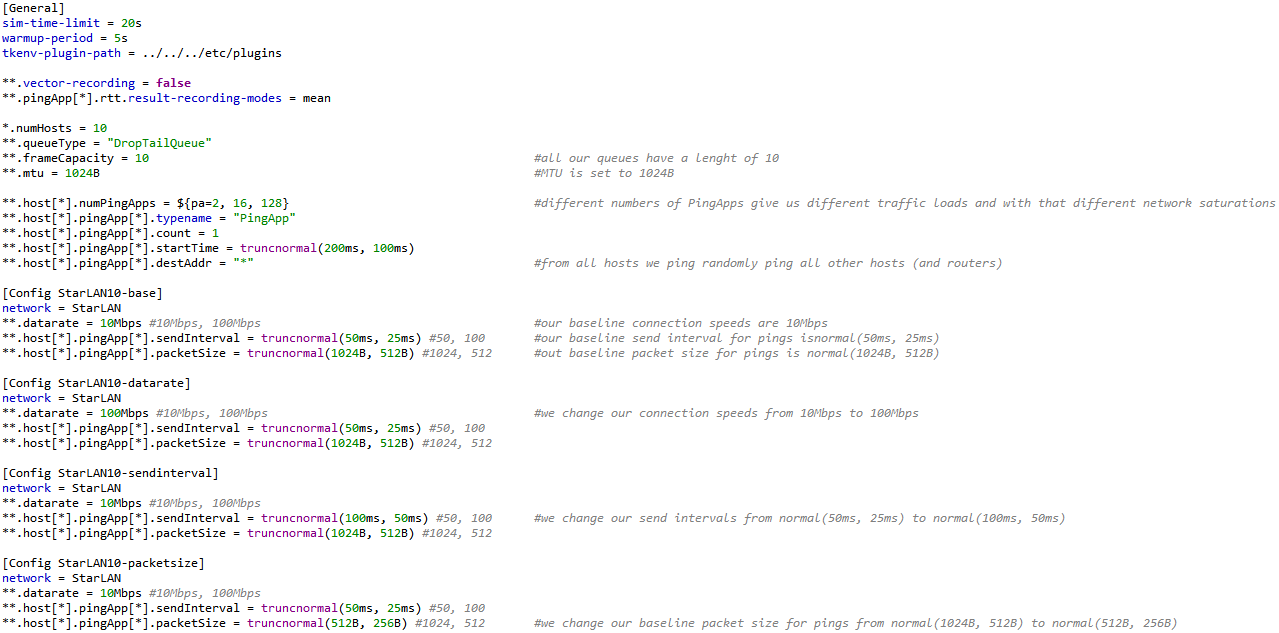 [General]
sim-time-limit = 20s
warmup-period = 5s
tkenv-plugin-path = ../../../etc/plugins
**.vector-recording = false
**.pingApp[*].rtt.result-recording-modes = mean
*.numHosts = 10
**.queueType = "DropTailQueue"
**.frameCapacity = 10 #all our queues have a lenght of 10
**.mtu = 1024B #MTU is set to 1024B
**.host[*].numPingApps = ${pa=2, 16, 128} #different numbers of PingApps give us different traffic loads and with that different network saturations
**.host[*].pingApp[*].typename = "PingApp"
**.host[*].pingApp[*].count = 1
**.host[*].pingApp[*].startTime = truncnormal(200ms, 100ms)
**.host[*].pingApp[*].destAddr = "*" #from all hosts we ping randomly ping all other hosts (and routers)
[Config StarLAN10-base]
network = StarLAN
**.datarate = 10Mbps #10Mbps, 100Mbps #our baseline connection speeds are 10Mbps
**.host[*].pingApp[*].sendInterval = truncnormal(50ms, 25ms) #50, 100 #our baseline send interval for pings isnormal(50ms, 25ms)
**.host[*].pingApp[*].packetSize = truncnormal(1024B, 512B) #1024, 512 #out baseline packet size for pings is normal(1024B, 512B)
[Config StarLAN10-datarate]
network = StarLAN
**.datarate = 100Mbps #10Mbps, 100Mbps #we change our connection speeds from 10Mbps to 100Mbps
**.host[*].pingApp[*].sendInterval = truncnormal(50ms, 25ms) #50, 100
**.host[*].pingApp[*].packetSize = truncnormal(1024B, 512B) #1024, 512
[Config StarLAN10-sendinterval]
network = StarLAN
**.datarate = 10Mbps #10Mbps, 100Mbps
**.host[*].pingApp[*].sendInterval = truncnormal(100ms, 50ms) #50, 100 #we change our send intervals from normal(50ms, 25ms) to normal(100ms, 50ms)
**.host[*].pingApp[*].packetSize = truncnormal(1024B, 512B) #1024, 512
[Config StarLAN10-packetsize]
network = StarLAN
**.datarate = 10Mbps #10Mbps, 100Mbps
**.host[*].pingApp[*].sendInterval = truncnormal(50ms, 25ms) #50, 100
**.host[*].pingApp[*].packetSize = truncnormal(512B, 256B) #1024, 512 #we change our baseline packet size for pings from normal(1024B, 512B) to normal(512B, 256B)